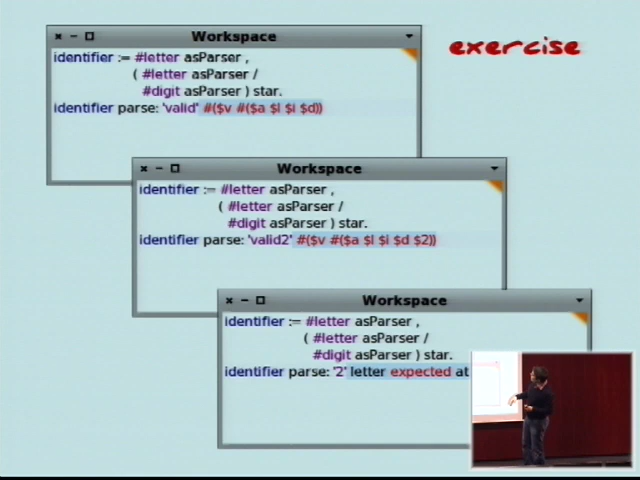 exercise
Workspace
identifier := #letter asParser ,
( #letter asParser /
#digit asParser ) star.
identifier parse: 'valid' #($v #($a $l $i $d))
Workspace
identifier := #letter asParser ,
( #letter asParser /
#digit asParser ) star.
identifier parse: 'valid2' #($v #($a $l $i $d $2))
Workspace
identifier := #letter asParser ,
( #letter asParser /
#digit asParser ) star.
identifier parse: '2' letter expected at